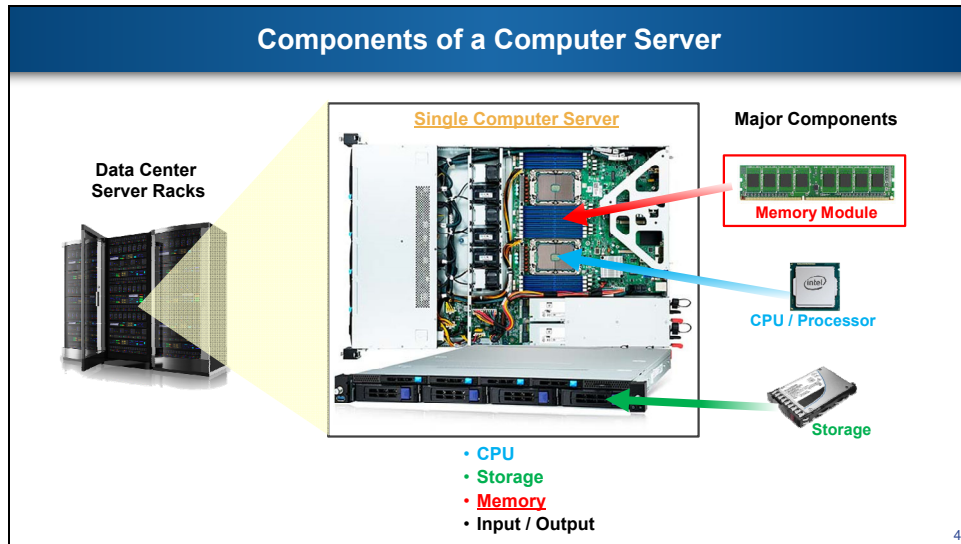 Components of a Computer Server
Single Computer Server
Major Components
Data Center
Server Racks
Memory Module
intel
CPU / Processor
Storage
• CPU
• Storage
• Memory
• Input / Output
4